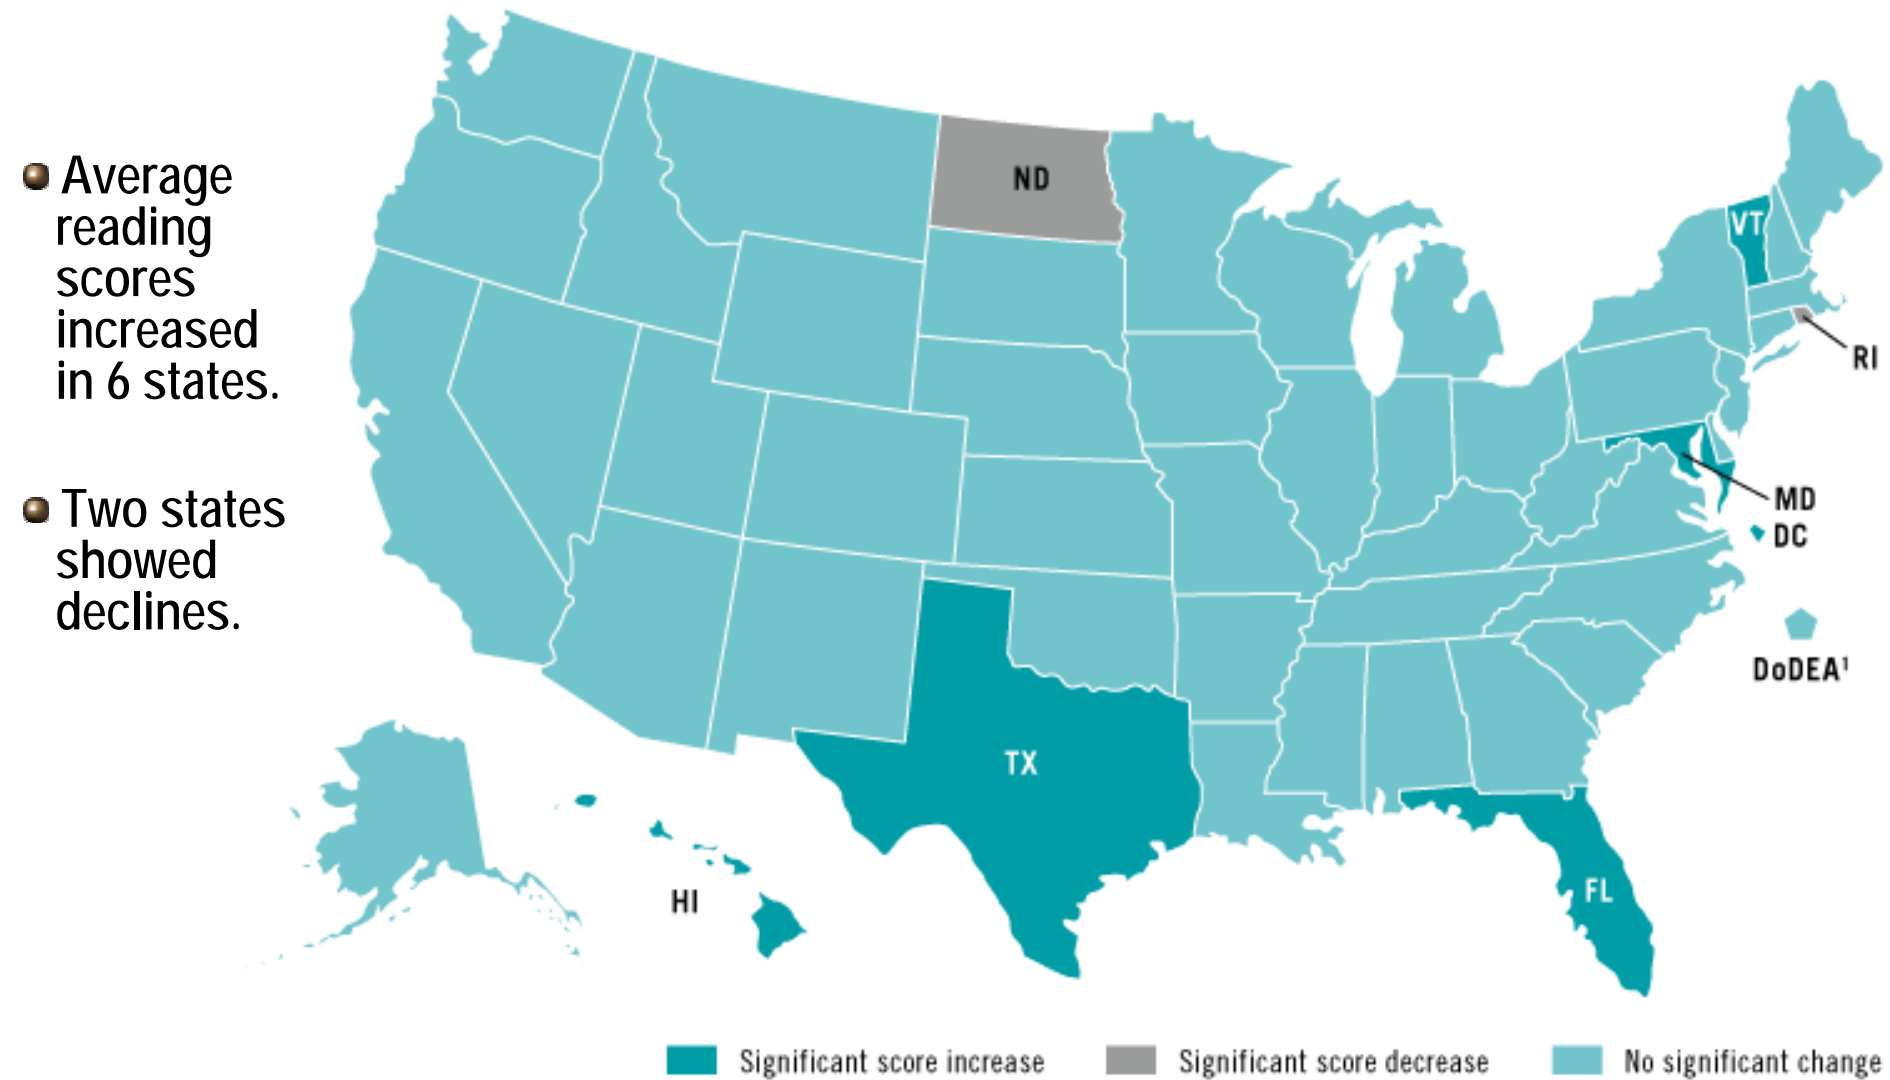 Average
reading
scores
increased
in 6 states.
Two states
showed
declines.
ND
VT
RI
MD
DC
DoDEA¹
TX
HI
FL
Significant score increase
Significant score decrease
No significant change